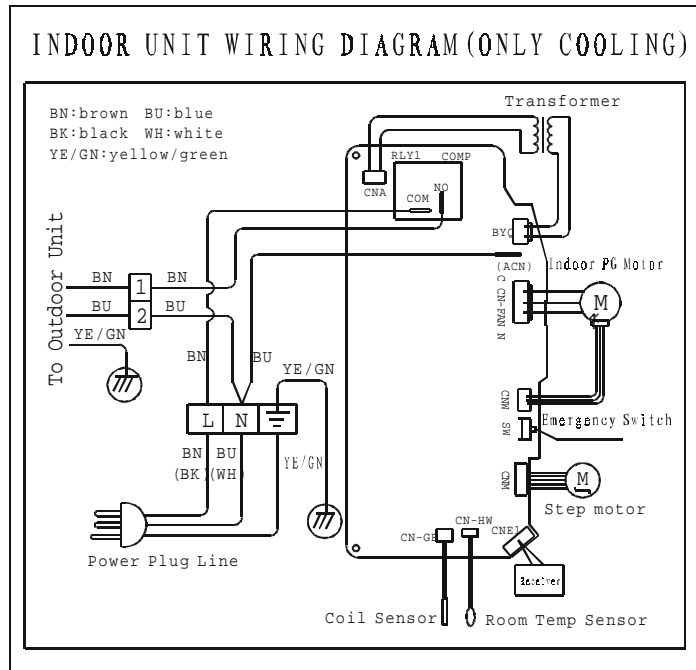 INDOOR UNIT WIRING DIAGRAM(ONLY COOLING)
BN:brown BU:blue
BK:black WH:white
YE/GN:yellow/green
Transformer
RLY1 COMP
CNA
COM
NO
BYQ
(ACN)
Indoor PG Motor
C CN-FAN N
M
To Outdoor Unit
BN
1
BN
BU
2
BU
YE/GN
BN
BU
YE/GN
L
N
BN
BU
(BK)
(WH)
YE/GN
CNW
SW
Emergency Switch
CNM
M
Step motor
Power Plug Line
CN-HW
CNE1
Receiver
Coil Sensor
Room Temp Sensor